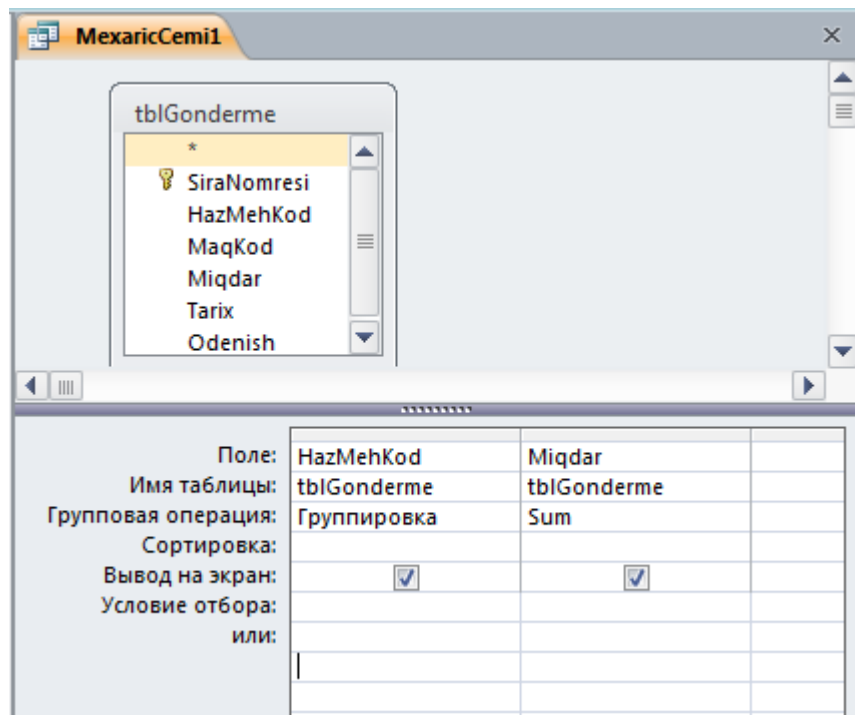 MexaricCemi1
tblGonderme
*
SiraNomresi
HazMehKod
MaqKod
Miqdar
Tarix
Odenish
Поле: HazMehKod Miqdar
Имя таблицы: tblGonderme tblGonderme
Групповая операция: Группировка Sum
Сортировка:
Вывод на экран:
Условие отбора:
или: